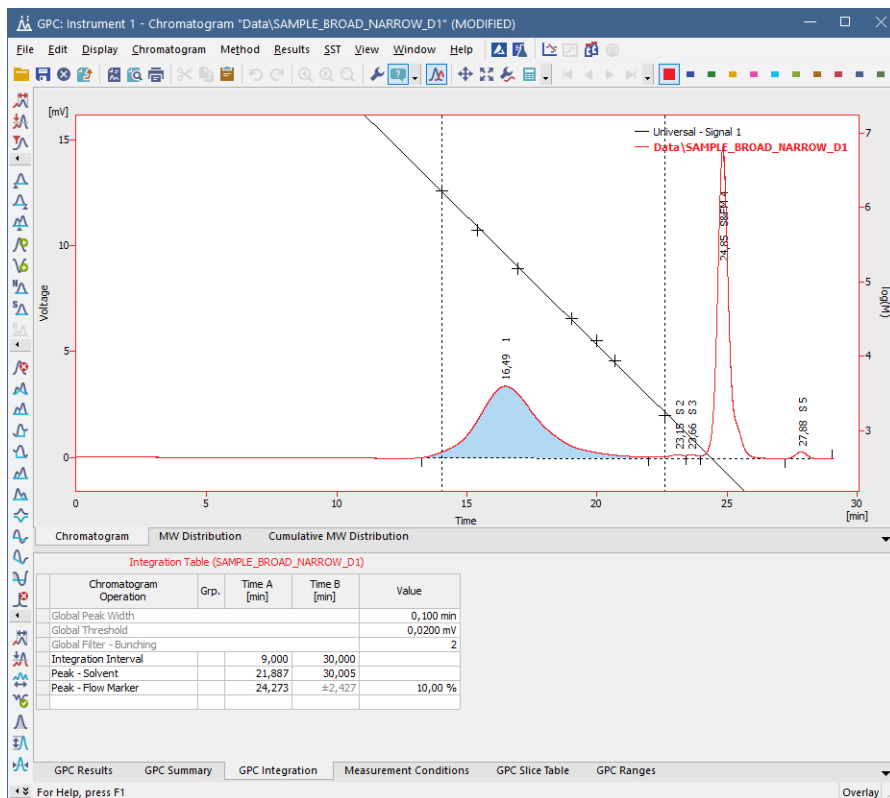 GPC: Instrument 1 - Chromatogram "Data\SAMPLE_BROAD_NARROW_D1" (MODIFIED)
File Edit Display Chromatogram Method Results SST View Window Help
[mV]
15
10
5
0
Voltage
Universal - Signal 1
Data\SAMPLE_BROAD_NARROW_D1
16,49 1
23,15 S 2
23,66 S 3
24,85 S&FM 4
27,88 S 5
7
6
5
4
3
log(M)
0 5 10 15 20 25 30
Time [min]
Chromatogram MW Distribution Cumulative MW Distribution
Integration Table (SAMPLE_BROAD_NARROW_D1)
Chromatogram Operation Grp. Time A [min] Time B [min] Value
Global Peak Width 0,100 min
Global Threshold 0,0200 mV
Global Filter - Bunching 2
Integration Interval 9,000 30,000
Peak - Solvent 21,887 30,005
Peak - Flow Marker 24,273 ±2,427 10,00 %
GPC Results GPC Summary GPC Integration Measurement Conditions GPC Slice Table GPC Ranges
For Help, press F1 Overlay